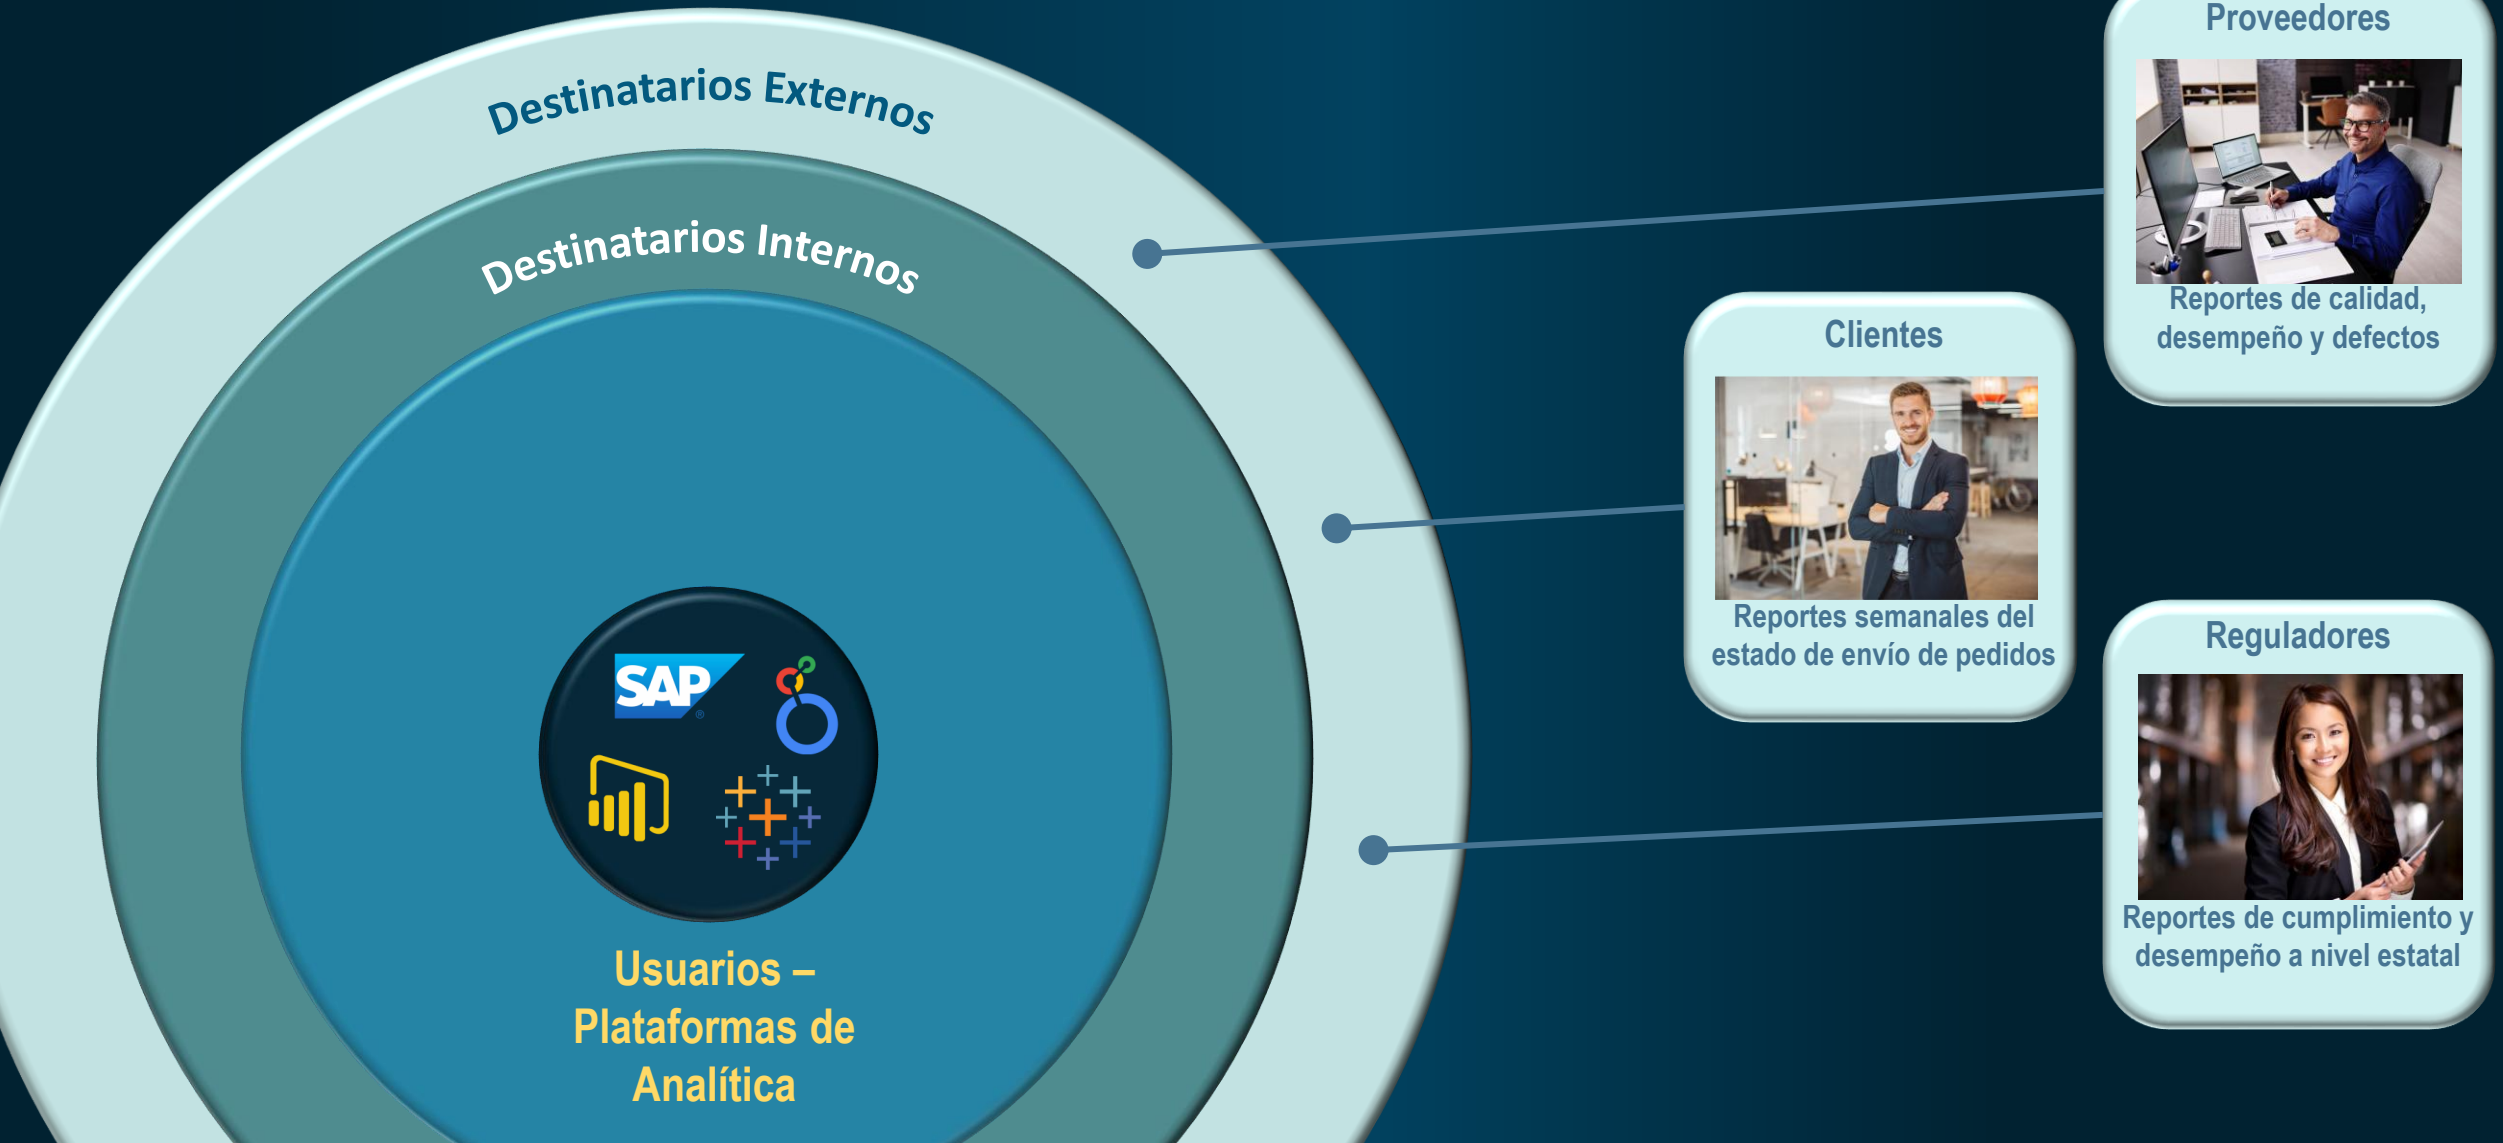 Destinatarios Externos
Destinatarios Internos
SAP
®
Usuarios –
Plataformas de
Analítica
Proveedores
Reportes de calidad,
desempeño y defectos
Clientes
Reportes semanales del
estado de envío de pedidos
Reguladores
Reportes de cumplimiento y
desempeño a nivel estatal